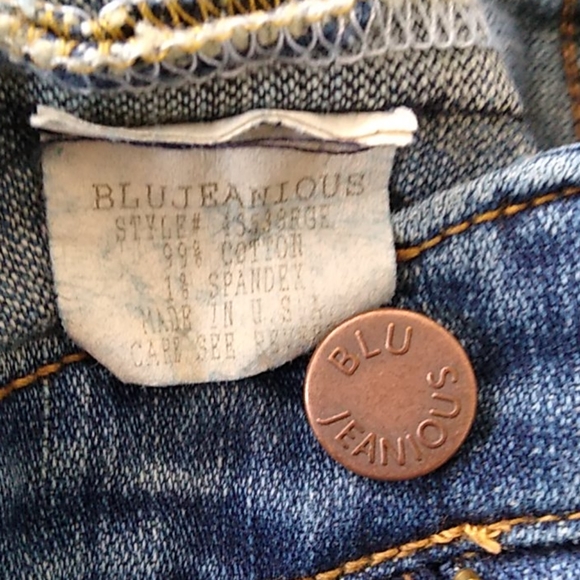 BLUJEANIOUS
STYLE#
99% COTTON
1% SPANDEX
MADE IN U.S.A
CARE SEE
BLU
JEANIOUS